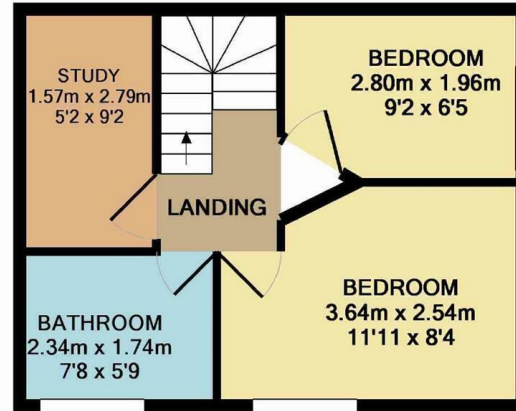 STUDY
1.57m x 2.79m
5'2 x 9'2
BEDROOM
2.80m x 1.96m
9'2 x 6'5
LANDING
BATHROOM
2.34m x 1.74m
7'8 x 5'9
BEDROOM
3.64m x 2.54m
11'11 x 8'4